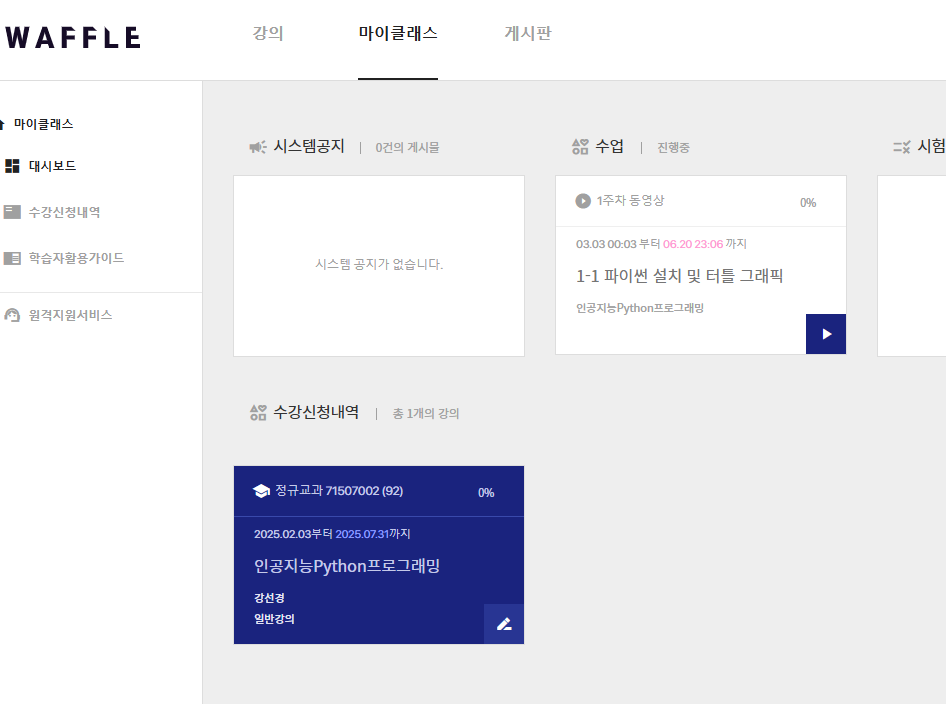 WAFFLE
강의
마이클래스
게시판
마이클래스
대시보드
수강신청내역
학습자활용가이드
원격지원서비스
시스템공지 | 0건의 게시물
시스템 공지가 없습니다.
수업 | 진행중
1주차 동영상 0%
03.03 00:03 부터 06.20 23:06 까지
1-1 파이썬 설치 및 터틀 그래픽
인공지능Python프로그래밍
시험
수강신청내역 | 총 1개의 강의
정규교과 71507002 (92) 0%
2025.02.03부터 2025.07.31까지
인공지능Python프로그래밍
강선경
일반강의